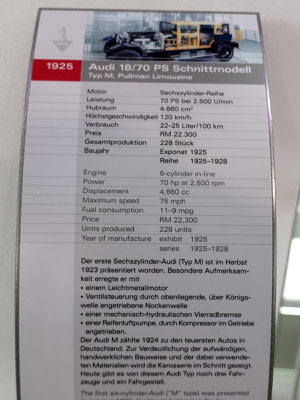 1925
Audi 18/70 PS Schnittmodell
Typ M, Pullman Limousine
Motor Sechszylinder-Reihe
Leistung 70 PS bei 2.500 U/min
Hubraum 4.660 cm³
Höchstgeschwindigkeit 120 km/h
Verbrauch 22–25 Liter/100 km
Preis RM 22.300
Gesamtproduktion 228 Stück
Baujahr Exponat 1925
Reihe 1925–1928
Engine 6-cylinder in-line
Power 70 hp at 2,500 rpm
Displacement 4,660 cc
Maximum speed 75 mph
Fuel consumption 11–9 mpg
Price RM 22,300
Units produced 228 units
Year of manufacture exhibit 1925
series 1925–1928
Der erste Sechszylinder-Audi (Typ M) ist im Herbst
1923 präsentiert worden. Besondere Aufmerksam-
keit erregte er mit
• einem Leichtmetallmotor
• Ventilsteuerung durch obenliegende, über Königs-
welle angetriebene Nockenwelle
• einer mechanisch-hydraulischen Vierradbremse
• einer Reifenluftpumpe, durch Kompressor im Getriebe
angetrieben.
Der Audi M zählte 1924 zu den teuersten Autos in
Deutschland. Zur Verdeutlichung der aufwändigen,
handwerklichen Bauweise und der dabei verwende-
ten Materialien wird die Karosserie im Schnitt gezeigt.
Heute gibt es von diesem Audi Typ noch drei Fahr-
zeuge und ein Fahrgestell.
The first six-cylinder Audi ("M" type) was presented